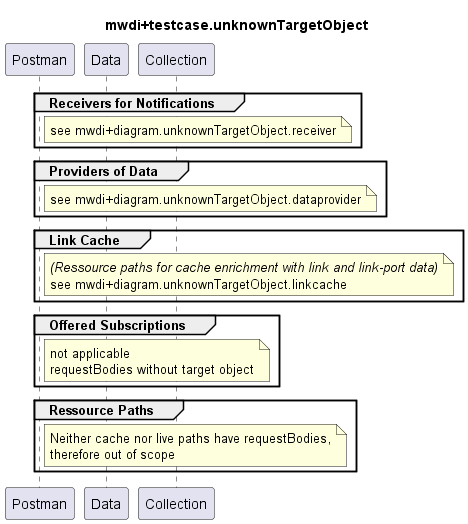 mwdi+testcase.unknownTargetObject
Postman
Data
Collection
Receivers for Notifications
see mwdi+diagram.unknownTargetObject.receiver
Providers of Data
see mwdi+diagram.unknownTargetObject.dataprovider
Link Cache
(Ressource paths for cache enrichment with link and link-port data)
see mwdi+diagram.unknownTargetObject.linkcache
Offered Subscriptions
not applicable
requestBodies without target object
Ressource Paths
Neither cache nor live paths have requestBodies,
therefore out of scope
Postman
Data
Collection